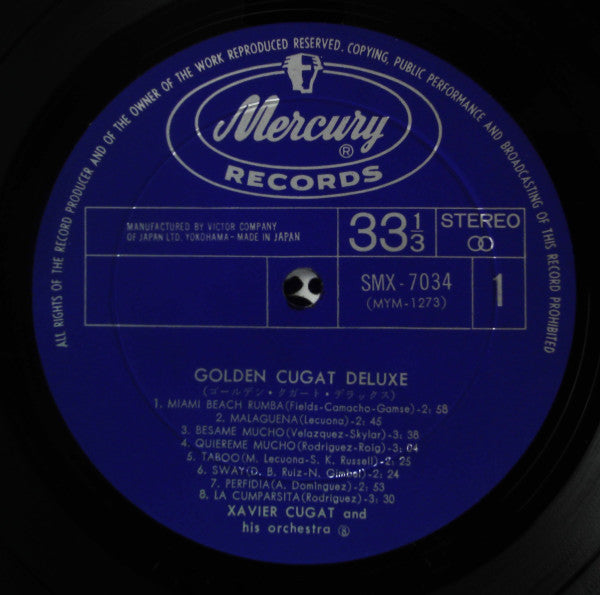 ALL RIGHTS OF THE RECORD PRODUCER AND OF THE OWNER OF THE WORK REPRODUCED RESERVED. COPYING, PUBLIC PERFORMANCE AND BROADCASTING OF THIS RECORD PROHIBITED
Mercury ®
RECORDS
MANUFACTURED BY VICTOR COMPANY
OF JAPAN LTD. YOKOHAMA - MADE IN JAPAN
33 1/3
STEREO
SMX - 7034
(MYM-1273)
1
GOLDEN CUGAT DELUXE
(ゴールデン・クガート・デラックス)
1. MIAMI BEACH RUMBA(Fields-Camacho-Gamse)-2; 58
2. MALAGUENA(Lecuona)-2; 45
3. BESAME MUCHO(Velazquez-Skylar)-3; 38
4. QUIEREME MUCHO(Rodriguez-Roig)-3; 04
5. TABOO(M. Lecuona-S. K. Russell)-2; 25
6. SWAY(D. B. Ruiz-N. Gimbel)-2; 24
7. PERFIDIA(A. Dominguez)-2; 53
8. LA CUMPARSITA(Rodriguez)-3; 30
XAVIER CUGAT and
his orchestra